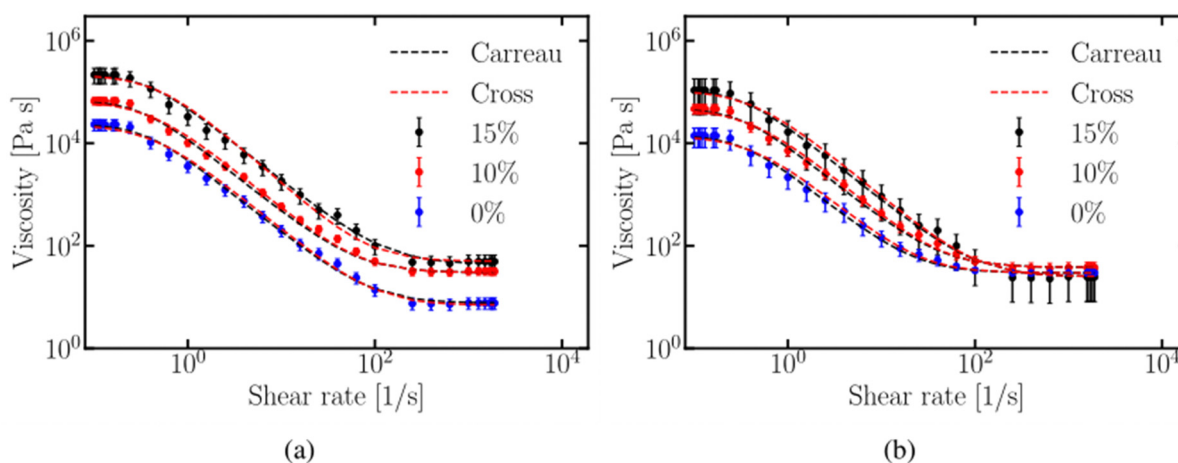 10^6
10^4
10^2
10^0
Viscosity [Pa s]
Carreau
Cross
15%
10%
0%
10^0 10^2 10^4
Shear rate [1/s]
(a)
10^6
10^4
10^2
10^0
Viscosity [Pa s]
Carreau
Cross
15%
10%
0%
10^0 10^2 10^4
Shear rate [1/s]
(b)